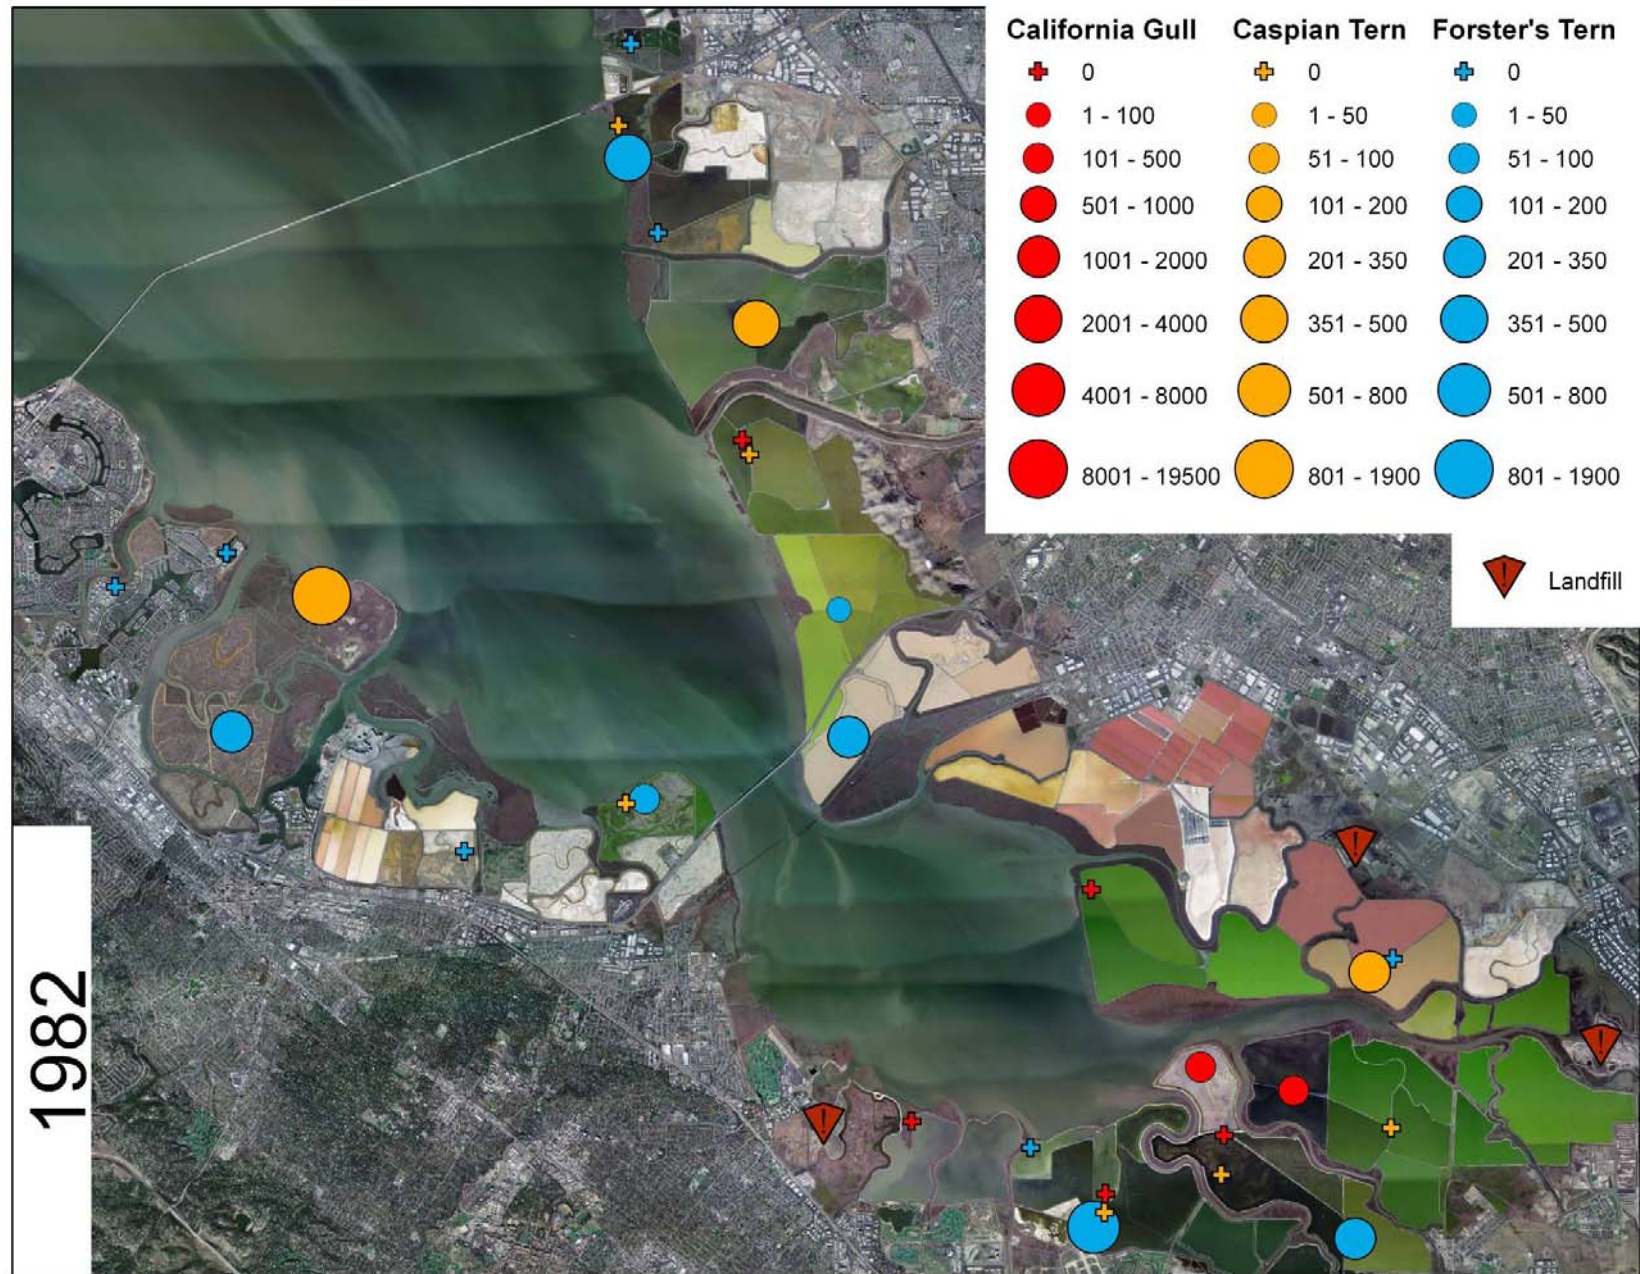 California Gull Caspian Tern Forster's Tern
0 0 0
1 - 100 1 - 50 1 - 50
101 - 500 51 - 100 51 - 100
501 - 1000 101 - 200 101 - 200
1001 - 2000 201 - 350 201 - 350
2001 - 4000 351 - 500 351 - 500
4001 - 8000 501 - 800 501 - 800
8001 - 19500 801 - 1900 801 - 1900
! Landfill
!
!
!
1982